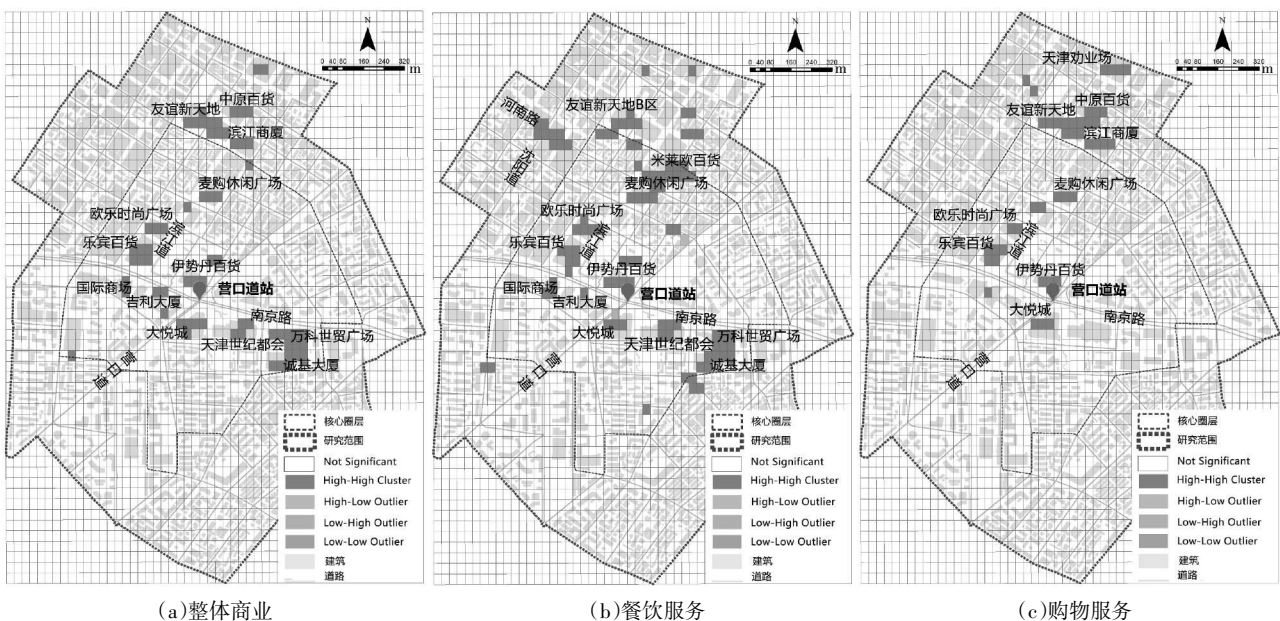 N
0 40 80 160 240 320
m
中原百货
友谊新天地
滨江商厦
麦购休闲广场
欧乐时尚广场
滨江道
乐宾百货
伊势丹百货
国际商场
营口道站
吉利大厦
南京路
大悦城
万科世贸广场
天津世纪都会
诚基大厦
营口道
核心圈层
研究范围
Not Significant
High-High Cluster
High-Low Outlier
Low-High Outlier
Low-Low Outlier
建筑
道路
(a)整体商业
N
0 40 80 160 240 320
m
友谊新天地B区
河南路
沈阳道
米莱欧百货
麦购休闲广场
欧乐时尚广场
滨江道
乐宾百货
伊势丹百货
国际商场
营口道站
吉利大厦
南京路
大悦城
万科世贸广场
天津世纪都会
诚基大厦
营口道
核心圈层
研究范围
Not Significant
High-High Cluster
High-Low Outlier
Low-High Outlier
Low-Low Outlier
建筑
道路
(b)餐饮服务
N
0 40 80 160 240 320
m
天津劝业场
中原百货
友谊新天地
滨江商厦
麦购休闲广场
欧乐时尚广场
滨江道
乐宾百货
伊势丹百货
营口道站
大悦城
南京路
营口道
核心圈层
研究范围
Not Significant
High-High Cluster
High-Low Outlier
Low-High Outlier
Low-Low Outlier
建筑
道路
(c)购物服务